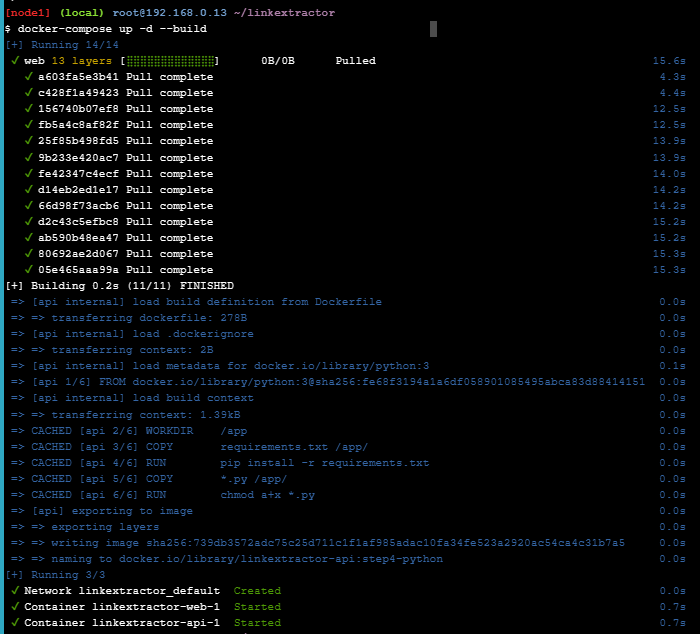 [node1] (local) root@192.168.0.13 ~/linkextractor
$ docker-compose up -d --build
[+] Running 14/14
✓ web 13 layers [⣿⣿⣿⣿⣿⣿⣿⣿⣿⣿⣿⣿⣿] 0B/0B Pulled 15.6s
✓ a603fa5e3b41 Pull complete 4.3s
✓ c428f1a49423 Pull complete 4.4s
✓ 156740b07ef8 Pull complete 12.5s
✓ fb5a4c8af82f Pull complete 12.5s
✓ 25f85b498fd5 Pull complete 13.9s
✓ 9b233e420ac7 Pull complete 13.9s
✓ fe42347c4ecf Pull complete 14.0s
✓ d14eb2ed1e17 Pull complete 14.2s
✓ 66d98f73acb6 Pull complete 14.2s
✓ d2c43c5efbc8 Pull complete 15.2s
✓ ab590b48ea47 Pull complete 15.2s
✓ 80692ae2d067 Pull complete 15.3s
✓ 05e465aaa99a Pull complete 15.3s
[+] Building 0.2s (11/11) FINISHED
=> [api internal] load build definition from Dockerfile 0.0s
=> => transferring dockerfile: 278B 0.0s
=> [api internal] load .dockerignore 0.0s
=> => transferring context: 2B 0.0s
=> [api internal] load metadata for docker.io/library/python:3 0.1s
=> [api 1/6] FROM docker.io/library/python:3@sha256:fe68f3194a1a6df058901085495abca83d88414151 0.0s
=> [api internal] load build context 0.0s
=> => transferring context: 1.39kB 0.0s
=> CACHED [api 2/6] WORKDIR /app 0.0s
=> CACHED [api 3/6] COPY requirements.txt /app/ 0.0s
=> CACHED [api 4/6] RUN pip install -r requirements.txt 0.0s
=> CACHED [api 5/6] COPY *.py /app/ 0.0s
=> CACHED [api 6/6] RUN chmod a+x *.py 0.0s
=> [api] exporting to image 0.0s
=> => exporting layers 0.0s
=> => writing image sha256:739db3572adc75c25d711c1f1af985adac10fa34fe523a2920ac54ca4c31b7a5 0.0s
=> => naming to docker.io/library/linkextractor-api:step4-python 0.0s
[+] Running 3/3
✓ Network linkextractor_default Created 0.0s
✓ Container linkextractor-web-1 Started 0.7s
✓ Container linkextractor-api-1 Started 0.7s